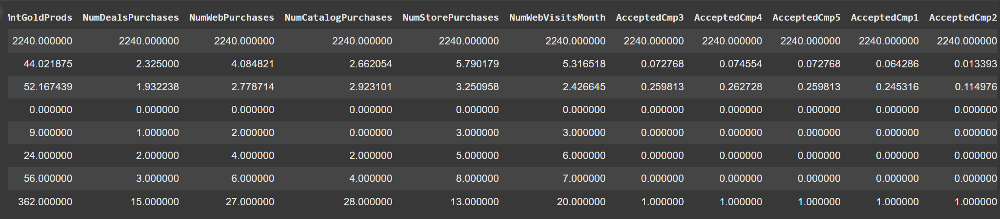 MntGoldProds NumDealsPurchases NumWebPurchases NumCatalogPurchases NumStorePurchases NumWebVisitsMonth AcceptedCmp3 AcceptedCmp4 AcceptedCmp5 AcceptedCmp1 AcceptedCmp2
2240.000000 2240.000000 2240.000000 2240.000000 2240.000000 2240.000000 2240.000000 2240.000000 2240.000000 2240.000000 2240.000000
44.021875 2.325000 4.084821 2.662054 5.790179 5.316518 0.072768 0.074554 0.072768 0.064286 0.013393
52.167439 1.932238 2.778714 2.923101 3.250958 2.426645 0.259813 0.262728 0.259813 0.245316 0.114976
0.000000 0.000000 0.000000 0.000000 0.000000 0.000000 0.000000 0.000000 0.000000 0.000000 0.000000
9.000000 1.000000 2.000000 0.000000 3.000000 3.000000 0.000000 0.000000 0.000000 0.000000 0.000000
24.000000 2.000000 4.000000 2.000000 5.000000 6.000000 0.000000 0.000000 0.000000 0.000000 0.000000
56.000000 3.000000 6.000000 4.000000 8.000000 7.000000 0.000000 0.000000 0.000000 0.000000 0.000000
362.000000 15.000000 27.000000 28.000000 13.000000 20.000000 1.000000 1.000000 1.000000 1.000000 1.000000